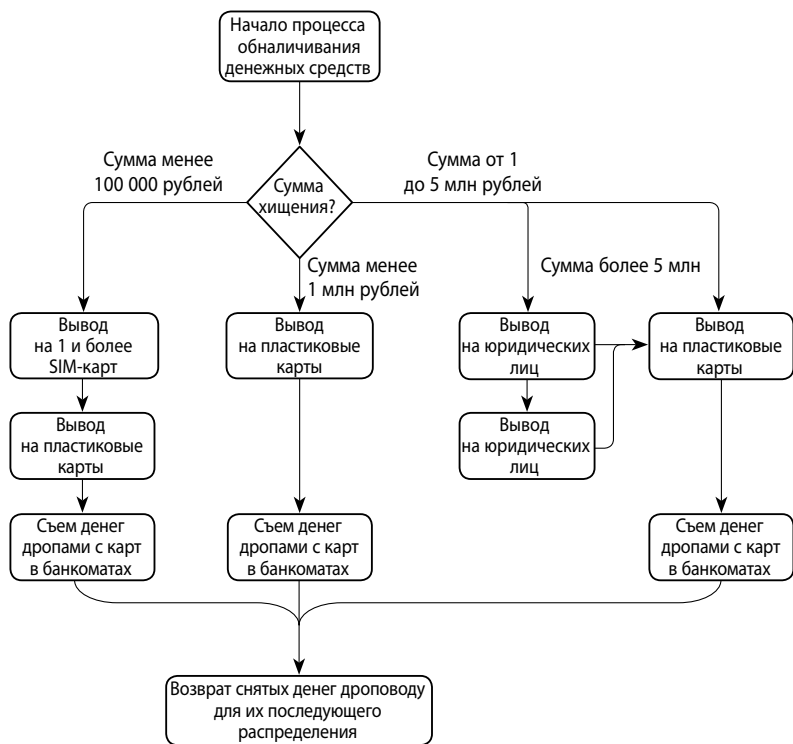 Начало процесса
обналичивания
денежных средств
Сумма менее
100 000 рублей
Сумма
хищения?
Сумма от 1
до 5 млн рублей
Сумма менее
1 млн рублей
Сумма более 5 млн
Вывод
на 1 и более
SIM-карт
Вывод
на пластиковые
карты
Вывод
на юридических
лиц
Вывод
на пластиковые
карты
Вывод
на пластиковые
карты
Вывод
на юридических
лиц
Съем денег
дропами с карт
в банкоматах
Съем денег
дропами с карт
в банкоматах
Съем денег
дропами с карт
в банкоматах
Возврат снятых денег дроповоду
для их последующего
распределения